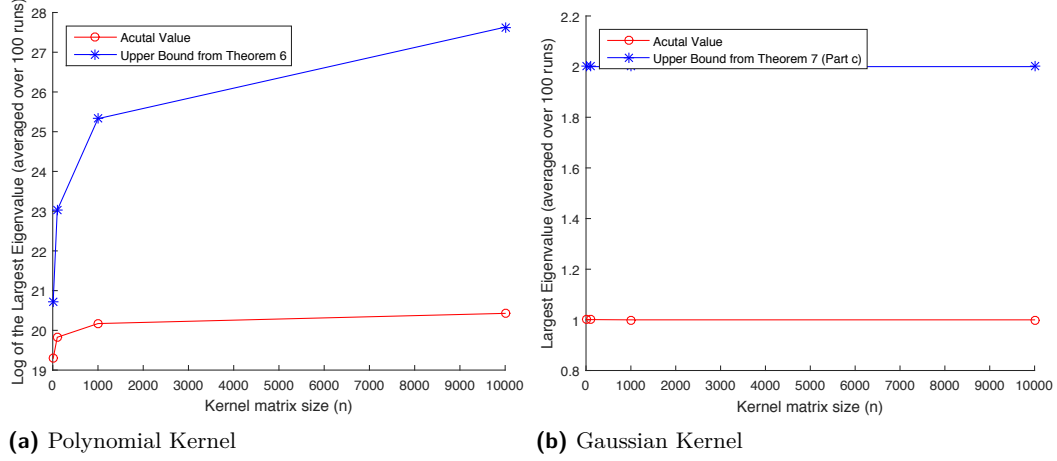 Log of the Largest Eigenvalue (averaged over 100 runs)
28
27
26
25
24
23
22
21
20
19
Acutal Value
Upper Bound from Theorem 6
0 1000 2000 3000 4000 5000 6000 7000 8000 9000 10000
Kernel matrix size (n)
(a) Polynomial Kernel
Largest Eigenvalue (averaged over 100 runs)
2.2
2
1.8
1.6
1.4
1.2
1
0.8
Acutal Value
Upper Bound from Theorem 7 (Part c)
0 1000 2000 3000 4000 5000 6000 7000 8000 9000 10000
Kernel matrix size (n)
(b) Gaussian Kernel